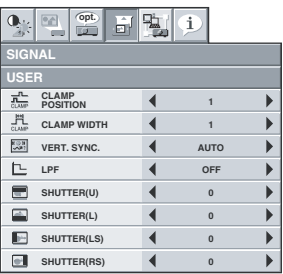 opt.
i
SIGNAL
USER
CLAMP CLAMP POSITION 1
CLAMP CLAMP WIDTH 1
VERT. SYNC. AUTO
LPF OFF
SHUTTER(U) 0
SHUTTER(L) 0
SHUTTER(LS) 0
SHUTTER(RS) 0